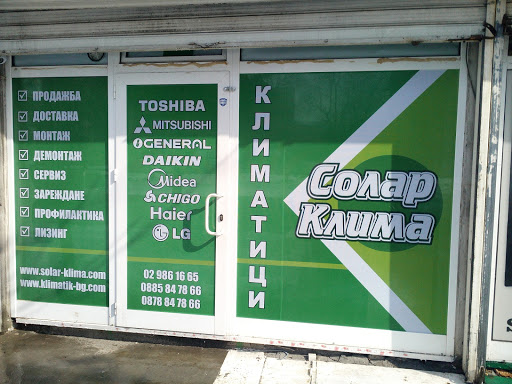 ПРОДАЖБА
ДОСТАВКА
МОНТАЖ
ДЕМОНТАЖ
СЕРВИЗ
ЗАРЕЖДАНЕ
ПРОФИЛАКТИКА
ЛИЗИНГ
www.solar-klima.com
www.klimatik-bg.com
TOSHIBA
MITSUBISHI
GENERAL
DAIKIN
Midea
CHIGO
Haier
LG
02 986 16 65
0885 84 78 66
0878 84 78 66
КЛИМАТИЦИ
Солар
Клима